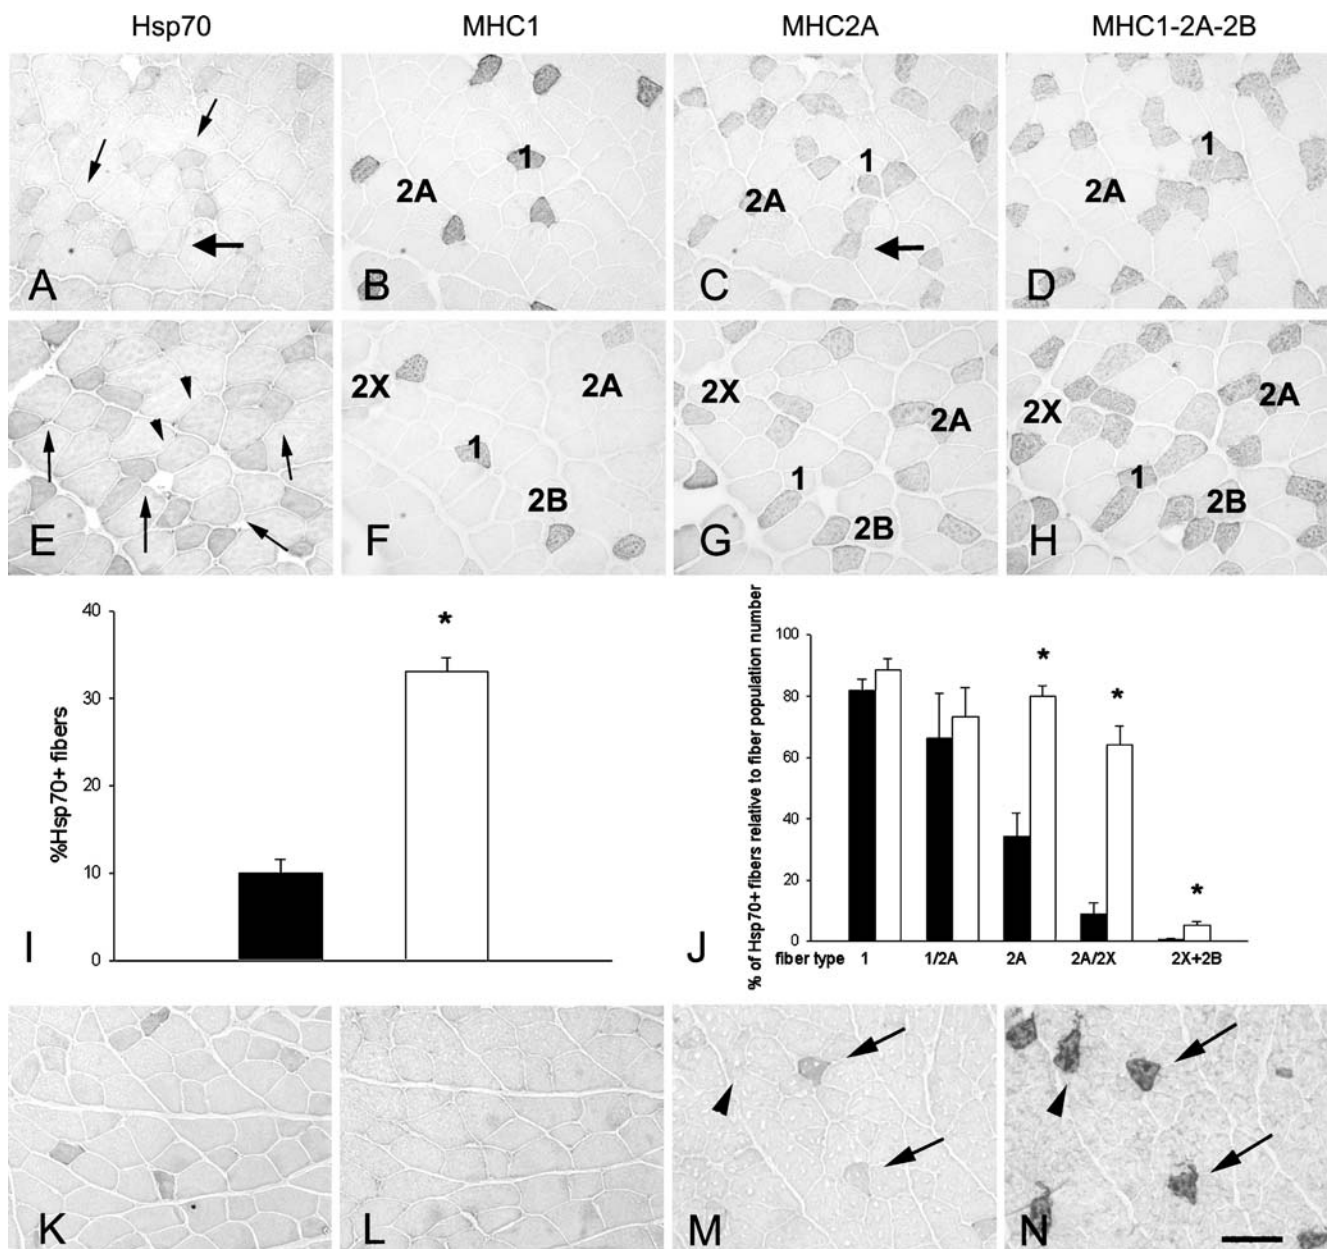 Hsp70 MHC1 MHC2A MHC1-2A-2B
1 1 1
2A 2A 2A
A B C D
2X 2A 2X 2A 2X 2A
1 1 1
2B 2B 2B
E F G H
%Hsp70+ fibers
40
30
20
10
0
*
I
% of Hsp70+ fibers relative to fiber population number
100
80
60
40
20
0
* * *
fiber type 1 1/2A 2A 2A/2X 2X+2B
J
K L M N